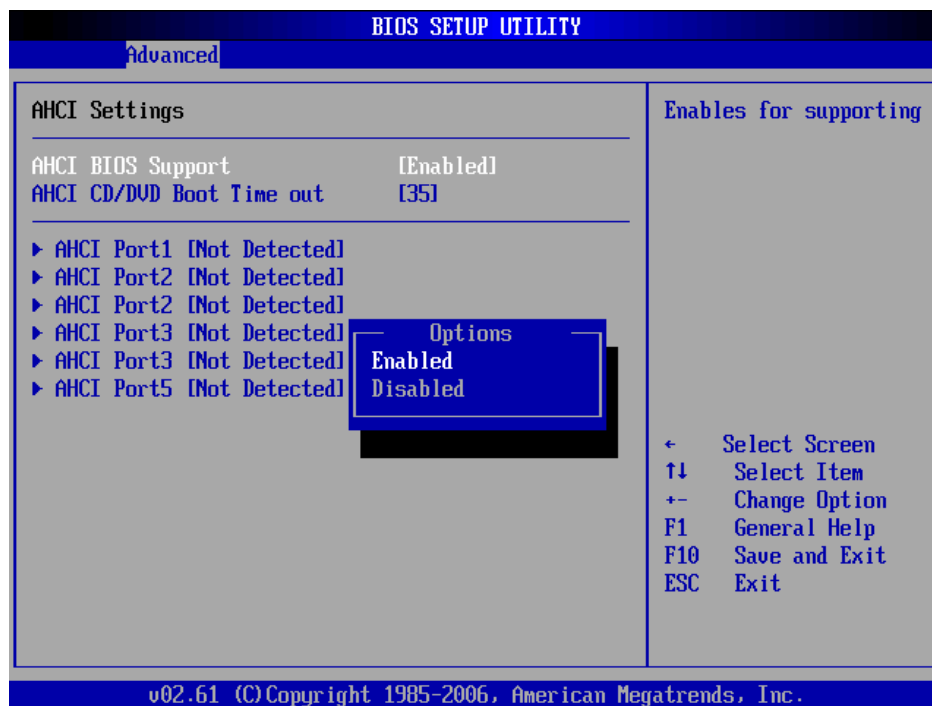 BIOS SETUP UTILITY
Advanced
AHCI Settings
AHCI BIOS Support [Enabled]
AHCI CD/DVD Boot Time out [35]
AHCI Port1 [Not Detected]
AHCI Port2 [Not Detected]
AHCI Port2 [Not Detected]
AHCI Port3 [Not Detected]
AHCI Port3 [Not Detected]
AHCI Port5 [Not Detected]
Options
Enabled
Disabled
Enables for supporting
← Select Screen
↑↓ Select Item
+- Change Option
F1 General Help
F10 Save and Exit
ESC Exit
v02.61 (C)Copyright 1985-2006, American Megatrends, Inc.